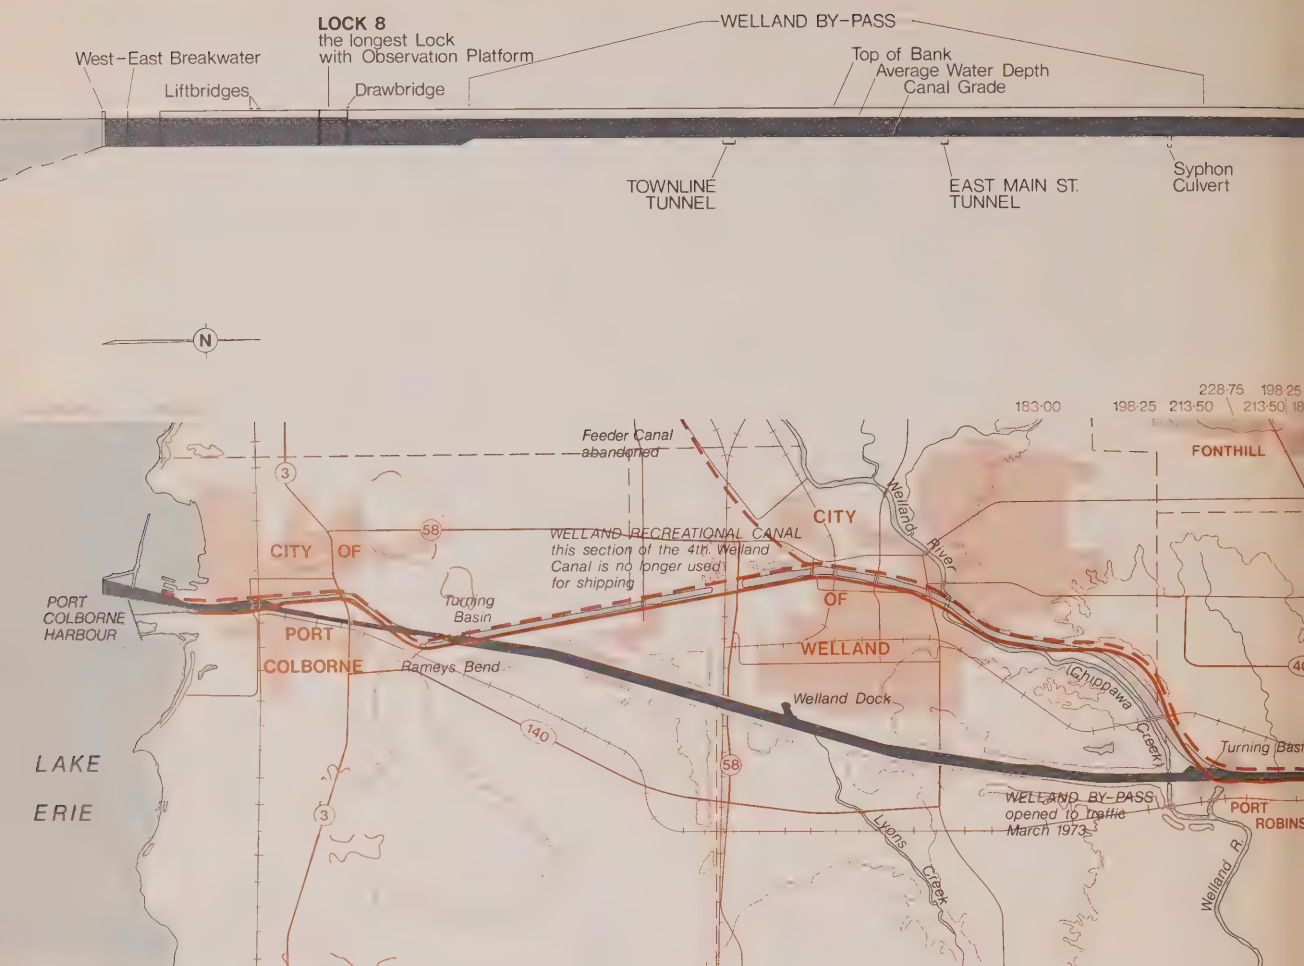 WELLAND BY-PASS
LOCK 8
the longest Lock
with Observation Platform
West-East Breakwater
Liftbridges
Drawbridge
Top of Bank
Average Water Depth
Canal Grade
TOWNLINE
TUNNEL
EAST MAIN ST.
TUNNEL
Syphon
Culvert
N
228·75 198·25
183·00 198·25 213·50 213·50 18
Feeder Canal
abandoned
FONTHILL
3
58
Welland River
CITY OF
PORT
COLBORNE
WELLAND RECREATIONAL CANAL
this section of the 4th. Welland
Canal is no longer used
for shipping
CITY
OF
WELLAND
PORT
COLBORNE
HARBOUR
Turning
Basin
Rameys Bend
Welland Dock
Chippawa Creek
40
140
58
Turning Basi
LAKE
ERIE
3
WELLAND BY-PASS
opened to traffic
March 1973
PORT
ROBINS
Lyons Creek
Welland R.